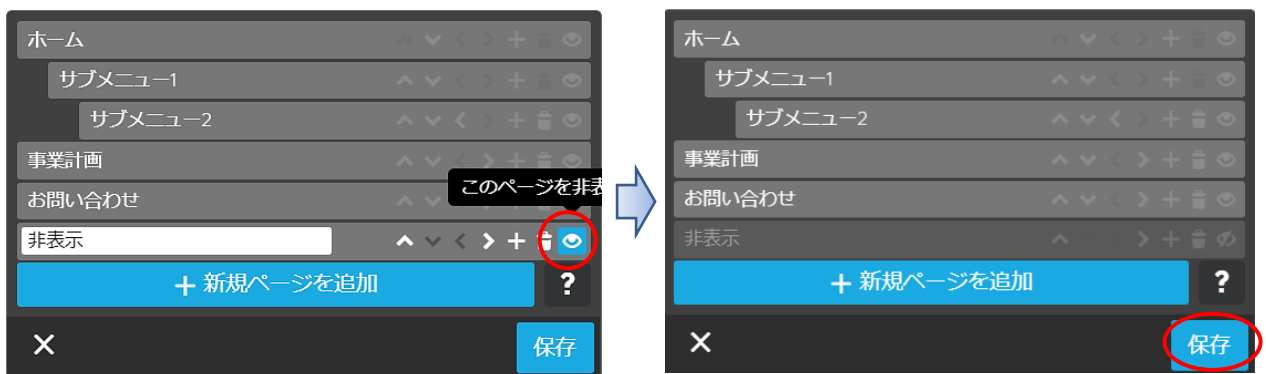 ホーム
サブメニュー1
サブメニュー2
事業計画
このページを非表
お問い合わせ
非表示
+ 新規ページを追加
?
保存
ホーム
サブメニュー1
サブメニュー2
事業計画
お問い合わせ
非表示
+ 新規ページを追加
?
保存